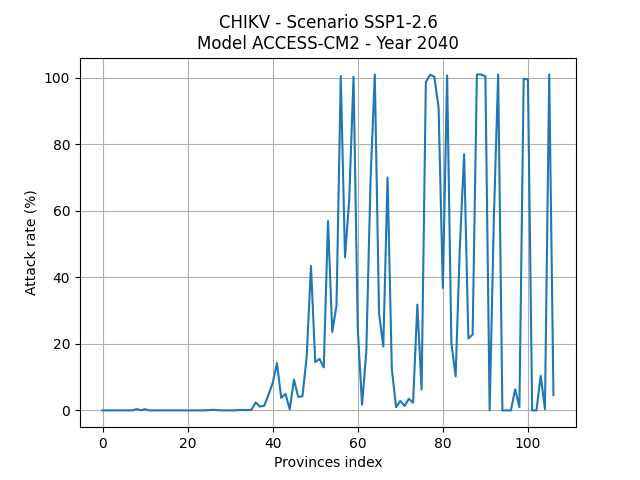 CHIKV - Scenario SSP1-2.6
Model ACCESS-CM2 - Year 2040
100
80
60
40
20
0
Attack rate (%)
0 20 40 60 80 100
Provinces index